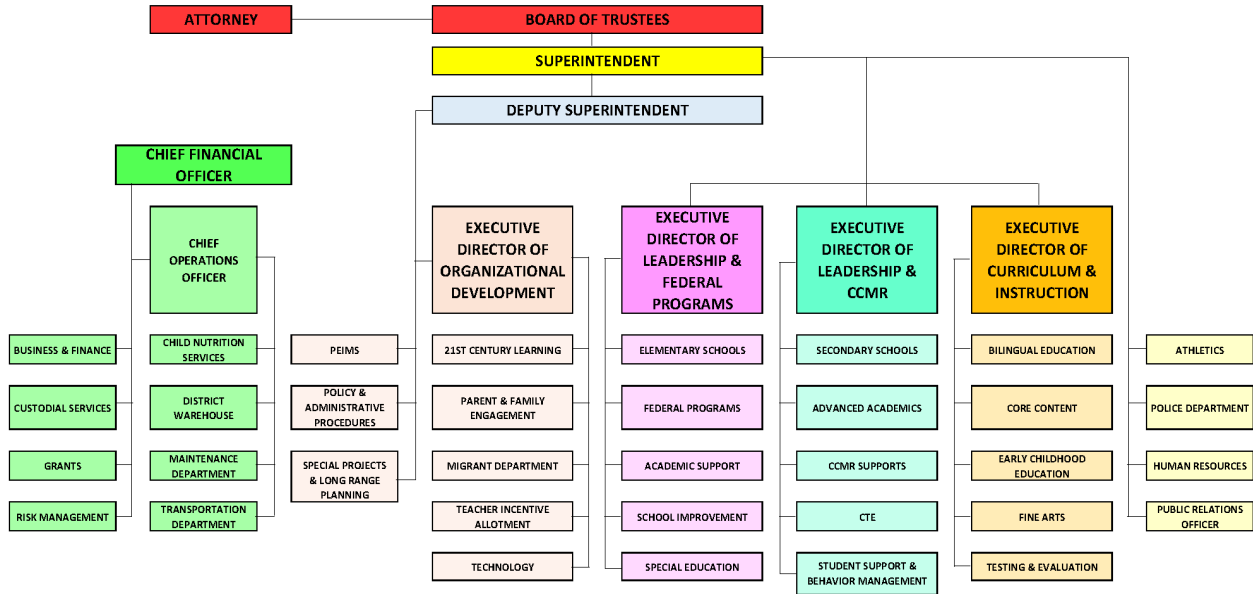 ATTORNEY
BOARD OF TRUSTEES
SUPERINTENDENT
DEPUTY SUPERINTENDENT
CHIEF FINANCIAL
OFFICER
CHIEF
OPERATIONS
OFFICER
EXECUTIVE
DIRECTOR OF
ORGANIZATIONAL
DEVELOPMENT
EXECUTIVE
DIRECTOR OF
LEADERSHIP &
FEDERAL
PROGRAMS
EXECUTIVE
DIRECTOR OF
LEADERSHIP &
CCMR
EXECUTIVE
DIRECTOR OF
CURRICULUM &
INSTRUCTION
BUSINESS & FINANCE
CUSTODIAL SERVICES
GRANTS
RISK MANAGEMENT
CHILD NUTRITION
SERVICES
DISTRICT
WAREHOUSE
MAINTENANCE
DEPARTMENT
TRANSPORTATION
DEPARTMENT
PEIMS
POLICY &
ADMINISTRATIVE
PROCEDURES
SPECIAL PROJECTS
& LONG RANGE
PLANNING
21ST CENTURY LEARNING
PARENT & FAMILY
ENGAGEMENT
MIGRANT DEPARTMENT
TEACHER INCENTIVE
ALLOTMENT
TECHNOLOGY
ELEMENTARY SCHOOLS
FEDERAL PROGRAMS
ACADEMIC SUPPORT
SCHOOL IMPROVEMENT
SPECIAL EDUCATION
SECONDARY SCHOOLS
ADVANCED ACADEMICS
CCMR SUPPORTS
CTE
STUDENT SUPPORT &
BEHAVIOR MANAGEMENT
BILINGUAL EDUCATION
CORE CONTENT
EARLY CHILDHOOD
EDUCATION
FINE ARTS
TESTING & EVALUATION
ATHLETICS
POLICE DEPARTMENT
HUMAN RESOURCES
PUBLIC RELATIONS
OFFICER